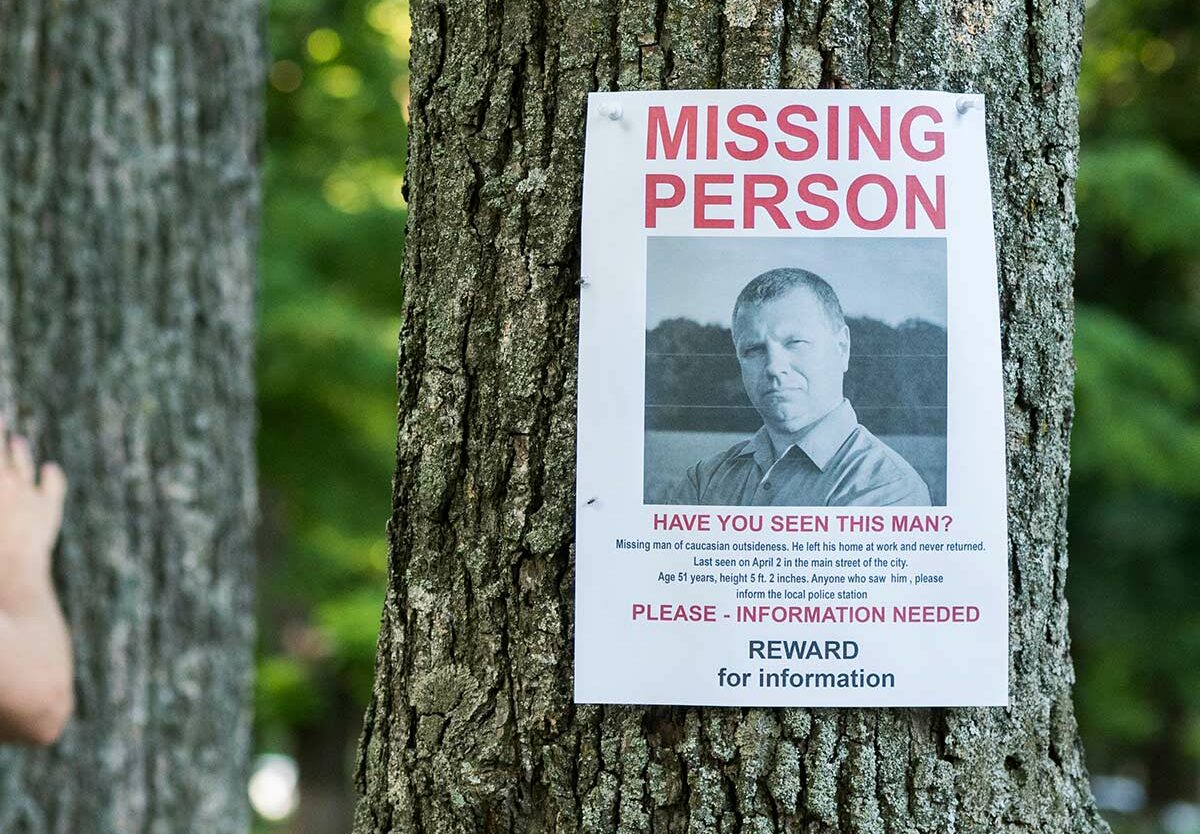 MISSING
PERSON
HAVE YOU SEEN THIS MAN?
Missing man of caucasian outsideness. He left his home at work and never returned.
Last seen on April 2 in the main street of the city.
Age 51 years, height 5 ft. 2 inches. Anyone who saw him , please
inform the local police station
PLEASE - INFORMATION NEEDED
REWARD
for information